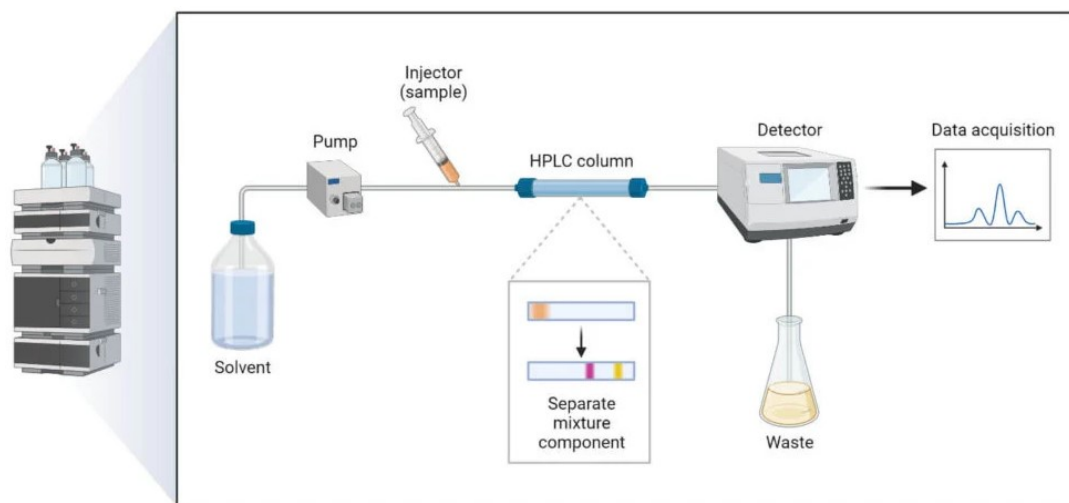 Injector
(sample)
Pump
HPLC column
Detector
Data acquisition
Solvent
Separate
mixture
component
Waste